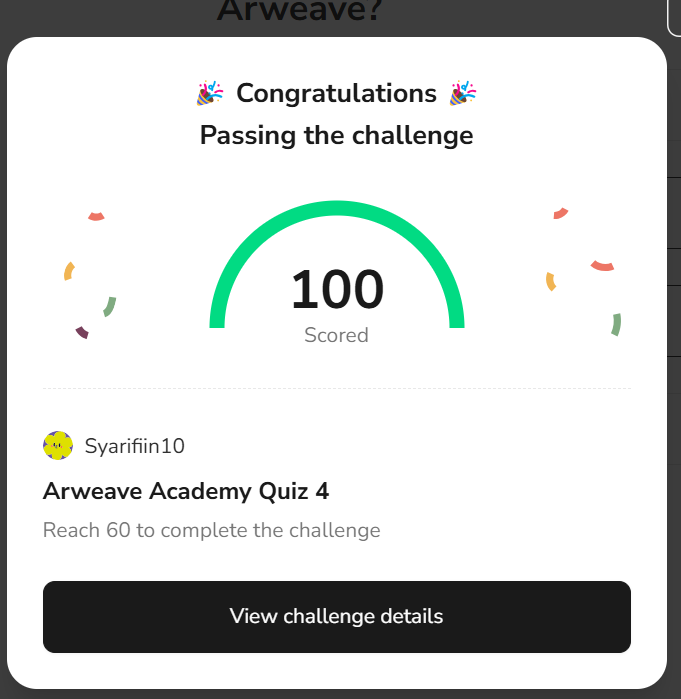 Arweave?
🎉 Congratulations 🎉
Passing the challenge
100
Scored
Syarifiin10
Arweave Academy Quiz 4
Reach 60 to complete the challenge
View challenge details